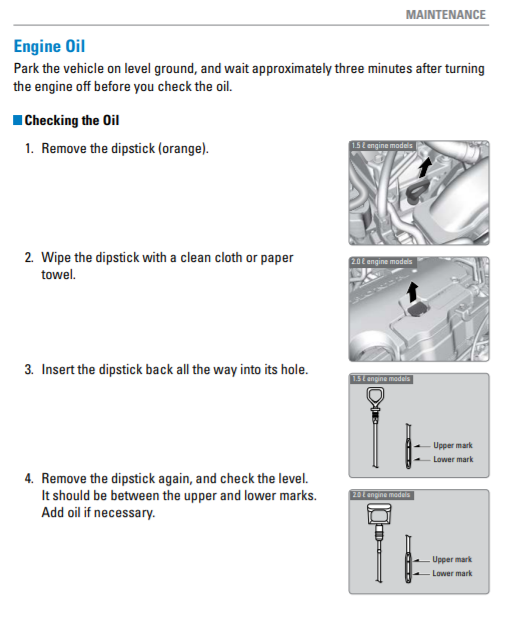 MAINTENANCE
Engine Oil
Park the vehicle on level ground, and wait approximately three minutes after turning
the engine off before you check the oil.
Checking the Oil
1. Remove the dipstick (orange).
1.5 ℓ engine models
2. Wipe the dipstick with a clean cloth or paper
towel.
2.0 ℓ engine models
3. Insert the dipstick back all the way into its hole.
1.5 ℓ engine models
Upper mark
Lower mark
4. Remove the dipstick again, and check the level.
It should be between the upper and lower marks.
Add oil if necessary.
2.0 ℓ engine models
Upper mark
Lower mark